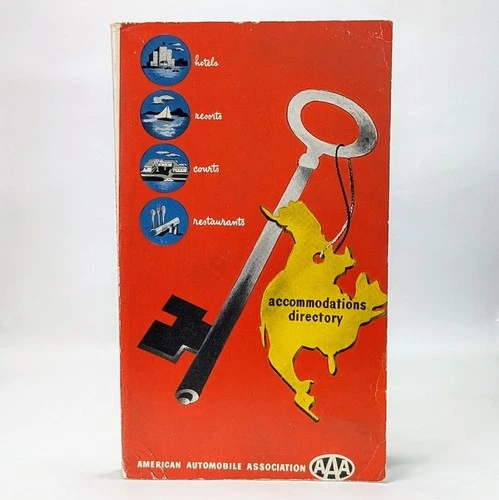 hotels
resorts
courts
restaurants
accommodations
directory
AMERICAN AUTOMOBILE ASSOCIATION AAA